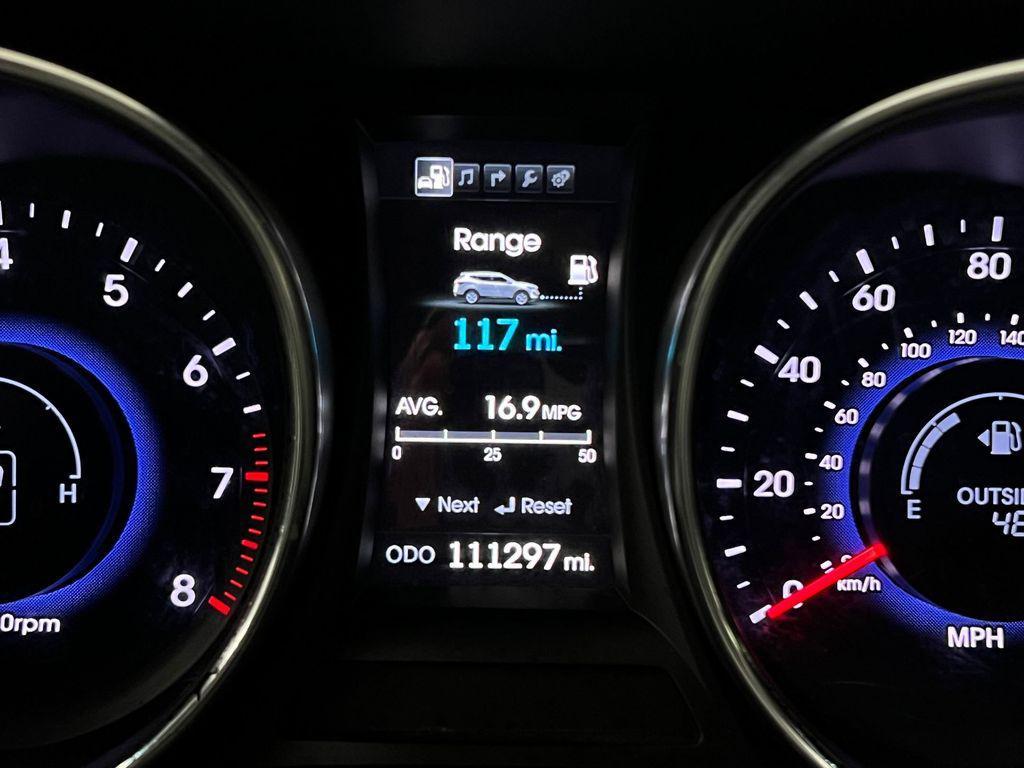 4
5
6
7
8
0rpm
H
Range
117 mi.
AVG. 16.9 MPG
0 25 50
▼ Next ↲ Reset
ODO 111297 mi.
0
20
40
60
80
20
40
60
80
100
120
140
km/h
MPH
E
OUTSI